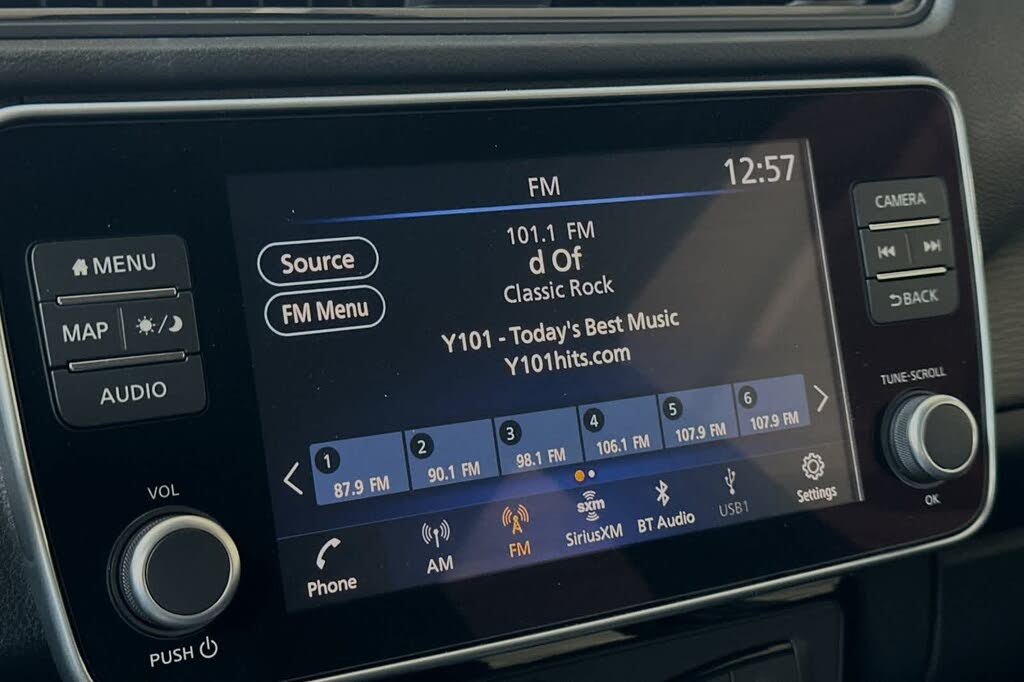 FM
12:57
101.1 FM
d Of
Classic Rock
Source
FM Menu
Y101 - Today's Best Music
Y101hits.com
1
87.9 FM
2
90.1 FM
3
98.1 FM
4
106.1 FM
5
107.9 FM
6
107.9 FM
Phone
AM
FM
sxm
SiriusXM
BT Audio
USB1
Settings
MENU
MAP
AUDIO
VOL
PUSH
CAMERA
BACK
TUNE·SCROLL
OK